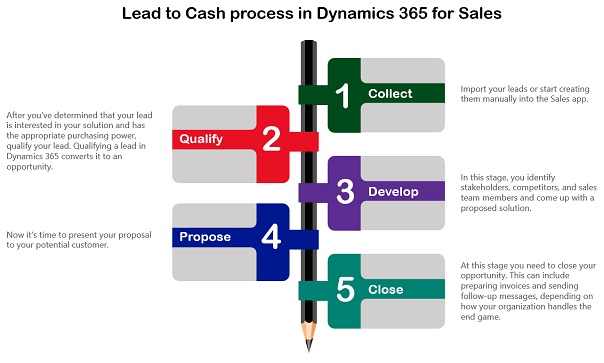 Lead to Cash process in Dynamics 365 for Sales
1
Collect
Import your leads or start creating
them manually into the Sales app.
After you've determined that your lead
is interested in your solution and has
the appropriate purchasing power,
qualify your lead. Qualifying a lead in
Dynamics 365 converts it to an
opportunity.
Qualify
2
3
Develop
In this stage, you identify
stakeholders, competitors, and sales
team members and come up with a
proposed solution.
Now it's time to present your proposal
to your potential customer.
Propose
4
5
Close
At this stage you need to close your
opportunity. This can include
preparing invoices and sending
follow-up messages, depending on
how your organization handles the
end game.